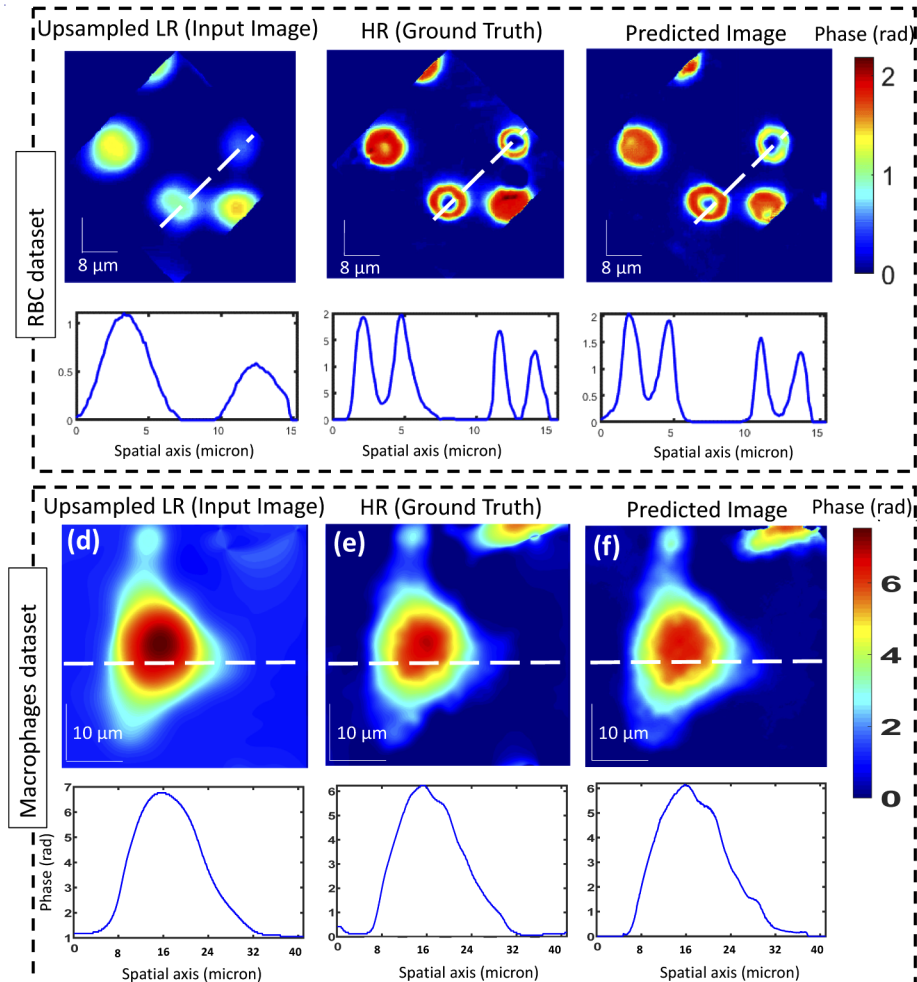 Upsampled LR (Input Image)
HR (Ground Truth)
Predicted Image
Phase (rad)
RBC dataset
8 µm
8 µm
8 µm
2
1
0
1
0.5
0
0 5 10 15
Spatial axis (micron)
2
5
1
5
0
0 5 10 15
Spatial axis (micron)
2
1.5
1
0.5
0
0 5 10 15
Spatial axis (micron)
Upsampled LR (Input Image)
HR (Ground Truth)
Predicted Image
Phase (rad)
Macrophages dataset
(d)
(e)
(f)
10 µm
10 µm
10 µm
6
4
2
0
Phase (rad)
7
6
5
4
3
2
1
8 16 24 32 40
Spatial axis (micron)
6
5
4
3
2
1
0
0 8 16 24 32 40
Spatial axis (micron)
6
5
4
3
2
1
0
0 8 16 24 32 40
Spatial axis (micron)